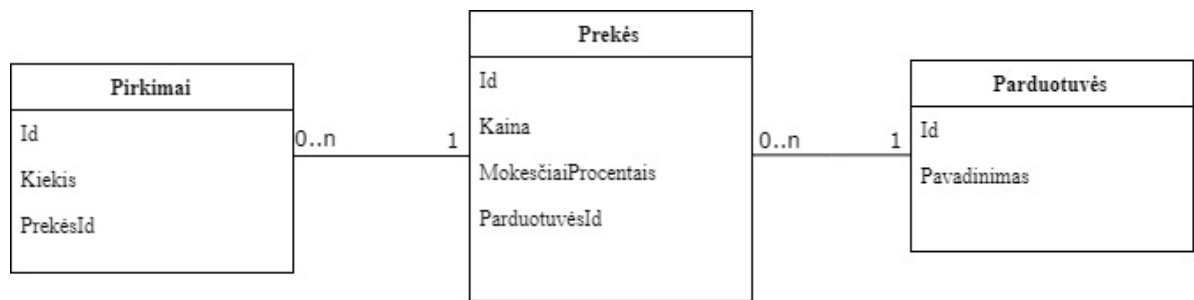 Pirkimai
Id
Kiekis
PrekėsId
0..n
1
Prekės
Id
Kaina
MokesčiaiProcentais
ParduotuvėsId
0..n
1
Parduotuvės
Id
Pavadinimas